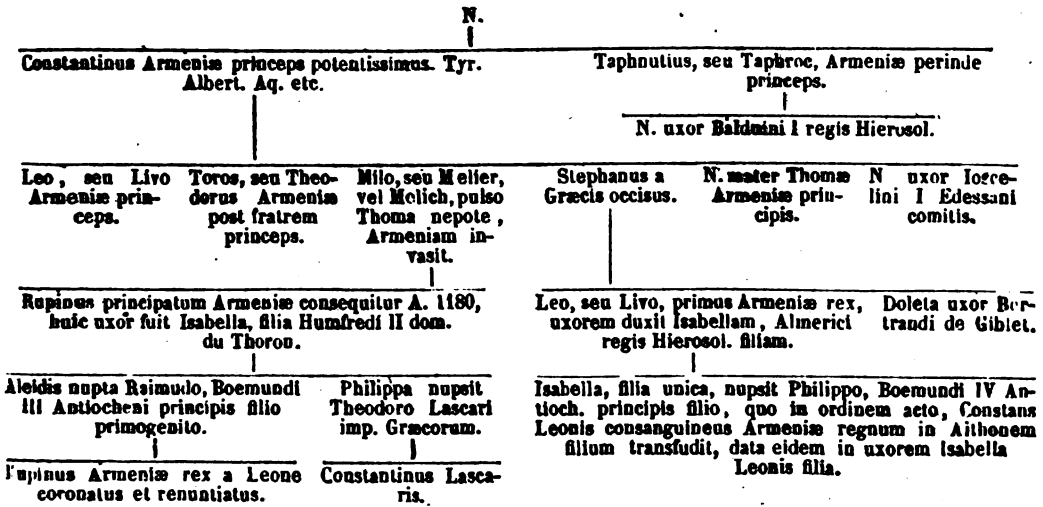 N.
Constantinus Armeniæ princeps potentissimus. Tyr.
Albert. Aq. etc.
Taphnutius, seu Taphroc, Armeniæ perinde
princeps.
N. uxor Balduini I regis Hierosol.
Leo, seu Livo
Armeniæ prin-
ceps.
Toros, seu Theo-
dorus Armeniæ
post fratrem
princeps.
Milo, seu Melier,
vel Melich, pulso
Thoma nepote,
Armeniam in-
vasit.
Stephanus a
Græcis occisus.
N. mater Thomæ
Armeniæ prin-
cipis.
N uxor Iosce-
lini I Edessani
comitis.
Rupinus principatum Armeniæ consequitur A. 1180,
huic uxor fuit Isabella, filia Humfredi II dom.
du Thoron.
Leo, seu Livo, primus Armeniæ rex,
uxorem duxit Isabellam, Almerici
regis Hierosol. filiam.
Doleta uxor Ber-
trandi de Giblet.
Aleidis nupta Raimundo, Boemundi
III Antiocheni principis filio
primogenito.
Philippa nupsit
Theodoro Lascari
imp. Græcorum.
Isabella, filia unica, nupsit Philippo, Boemundi IV An-
tioch. principis filio, quo in ordinem acto, Constans
Leonis consanguineus Armeniæ regnum in Aithonem
filium transfudit, data eidem in uxorem Isabella
Leonis filia.
Rupinus Armeniæ rex a Leone
coronatus et renuntiatus.
Constantinus Lasca-
ris.